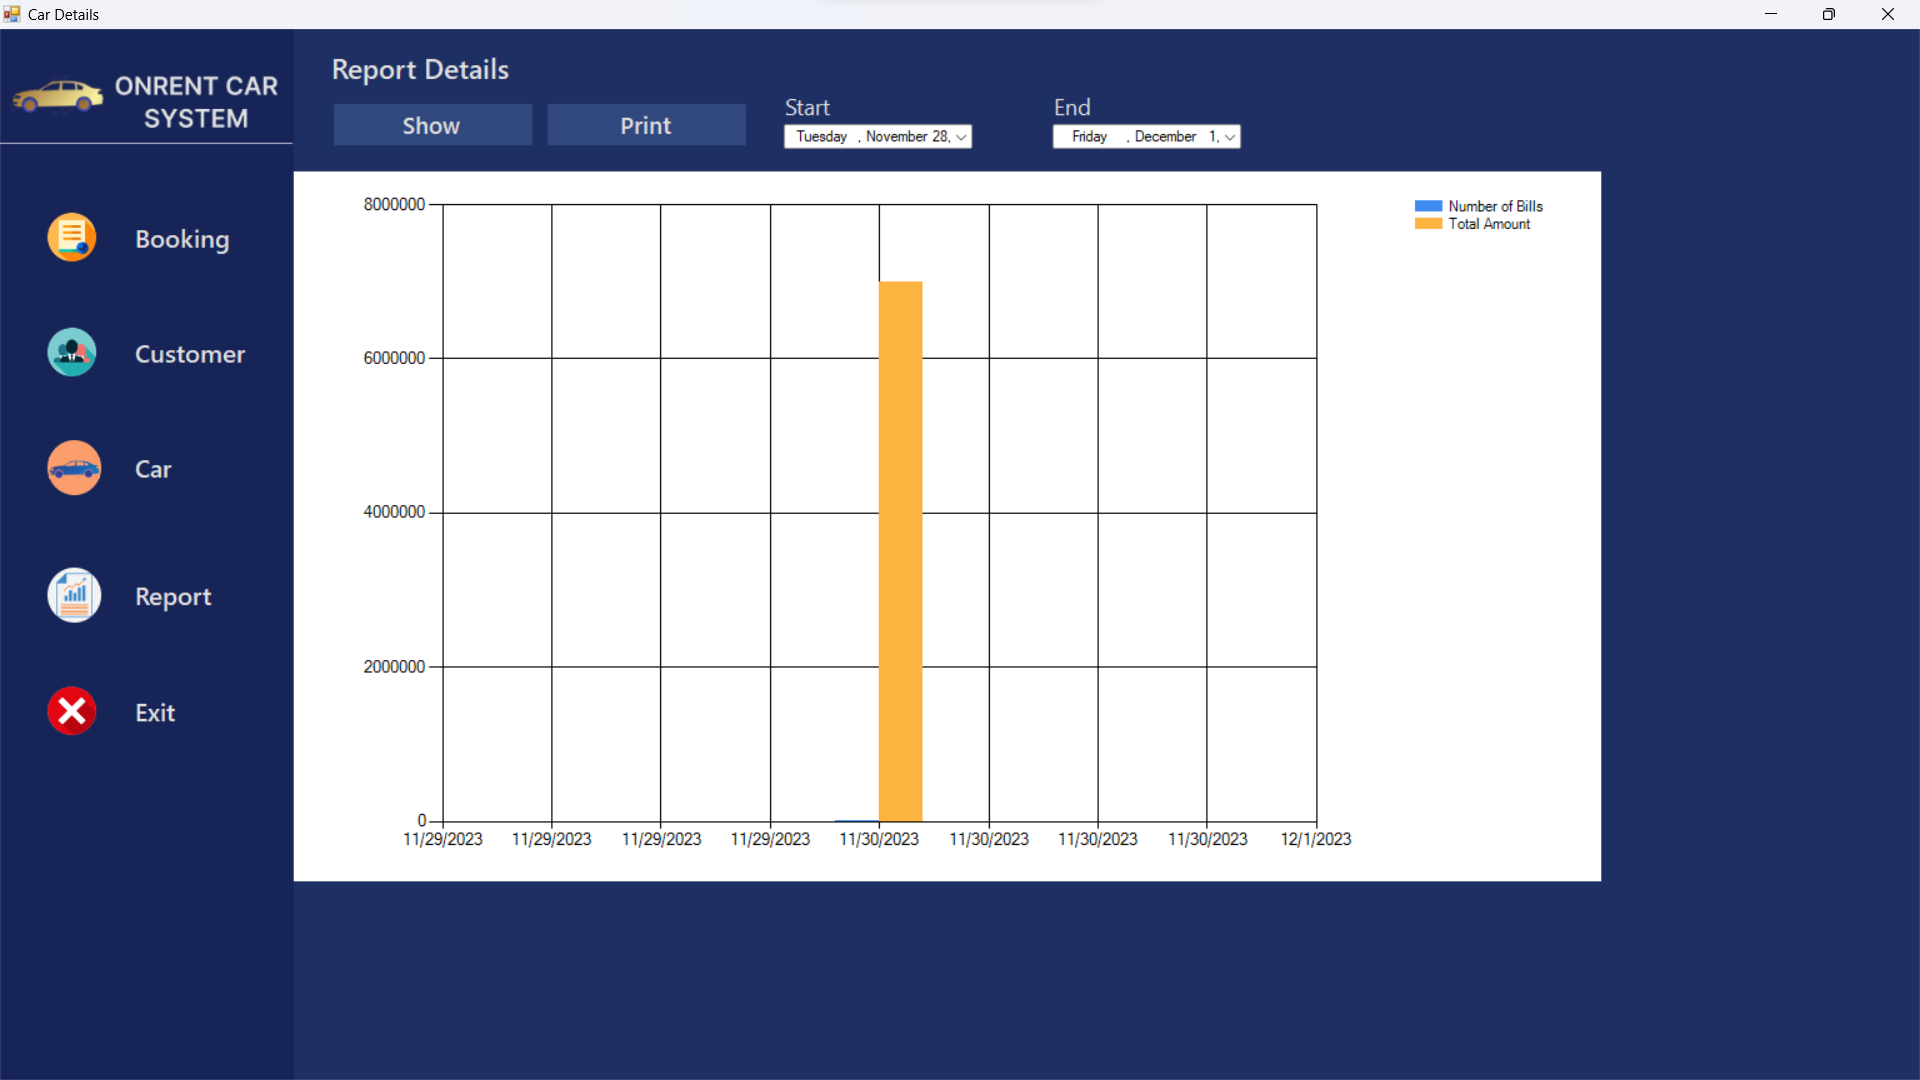 Car Details
ONRENT CAR
SYSTEM
Report Details
Show
Print
Start
Tuesday , November 28,
End
Friday , December 1,
Booking
Customer
Car
Report
Exit
Number of Bills
Total Amount
8000000
6000000
4000000
2000000
0
11/29/2023 11/29/2023 11/29/2023 11/29/2023 11/30/2023 11/30/2023 11/30/2023 11/30/2023 12/1/2023